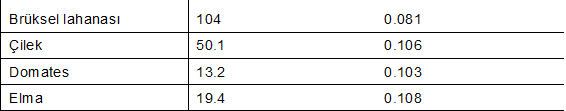 Brüksel lahanası 104 0.081
Çilek 50.1 0.106
Domates 13.2 0.103
Elma 19.4 0.108